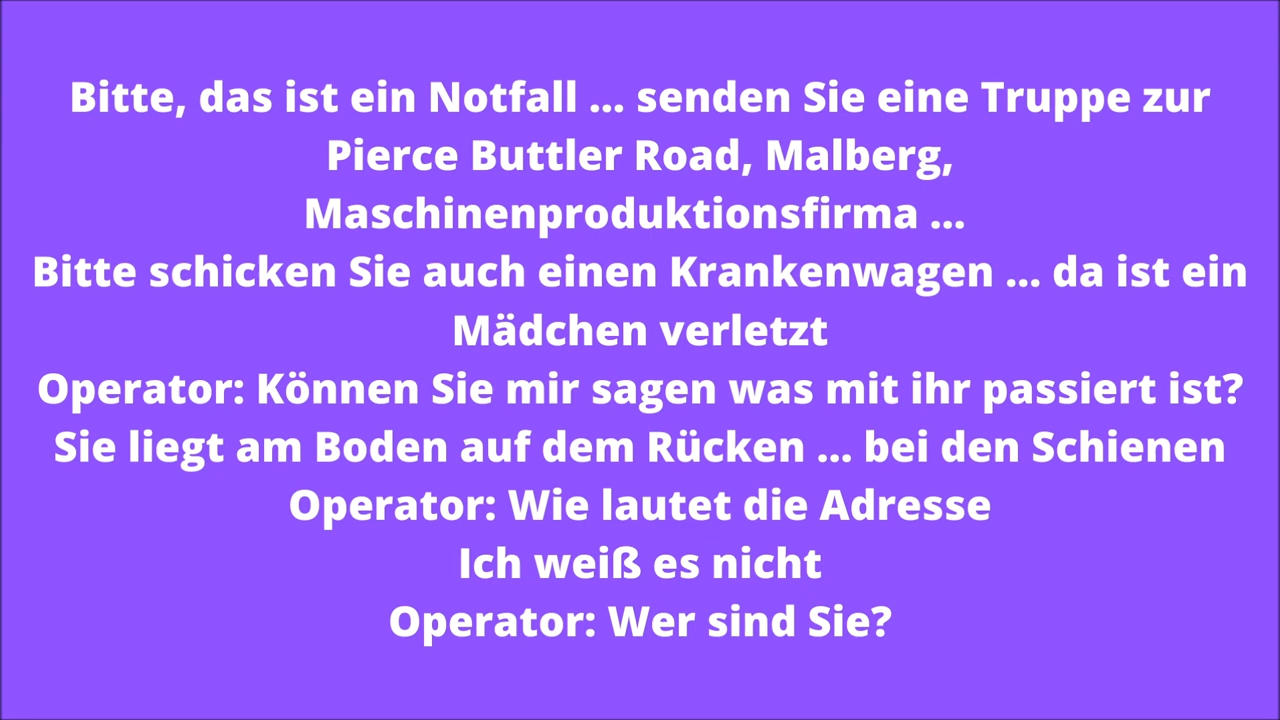 Bitte, das ist ein Notfall ... senden Sie eine Truppe zur
Pierce Buttler Road, Malberg,
Maschinenproduktionsfirma ...
Bitte schicken Sie auch einen Krankenwagen ... da ist ein
Mädchen verletzt
Operator: Können Sie mir sagen was mit ihr passiert ist?
Sie liegt am Boden auf dem Rücken ... bei den Schienen
Operator: Wie lautet die Adresse
Ich weiß es nicht
Operator: Wer sind Sie?